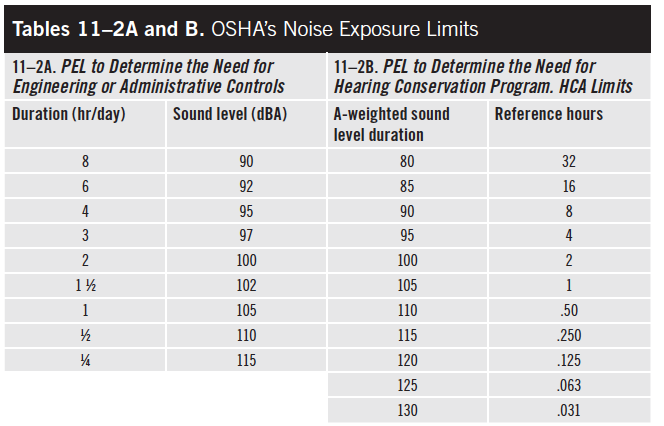 Tables 11–2A and B. OSHA's Noise Exposure Limits
11–2A. PEL to Determine the Need for
Engineering or Administrative Controls
11–2B. PEL to Determine the Need for
Hearing Conservation Program. HCA Limits
Duration (hr/day) Sound level (dBA) A-weighted sound
level duration Reference hours
8 90 80 32
6 92 85 16
4 95 90 8
3 97 95 4
2 100 100 2
1 ½ 102 105 1
1 105 110 .50
½ 110 115 .250
¼ 115 120 .125
125 .063
130 .031